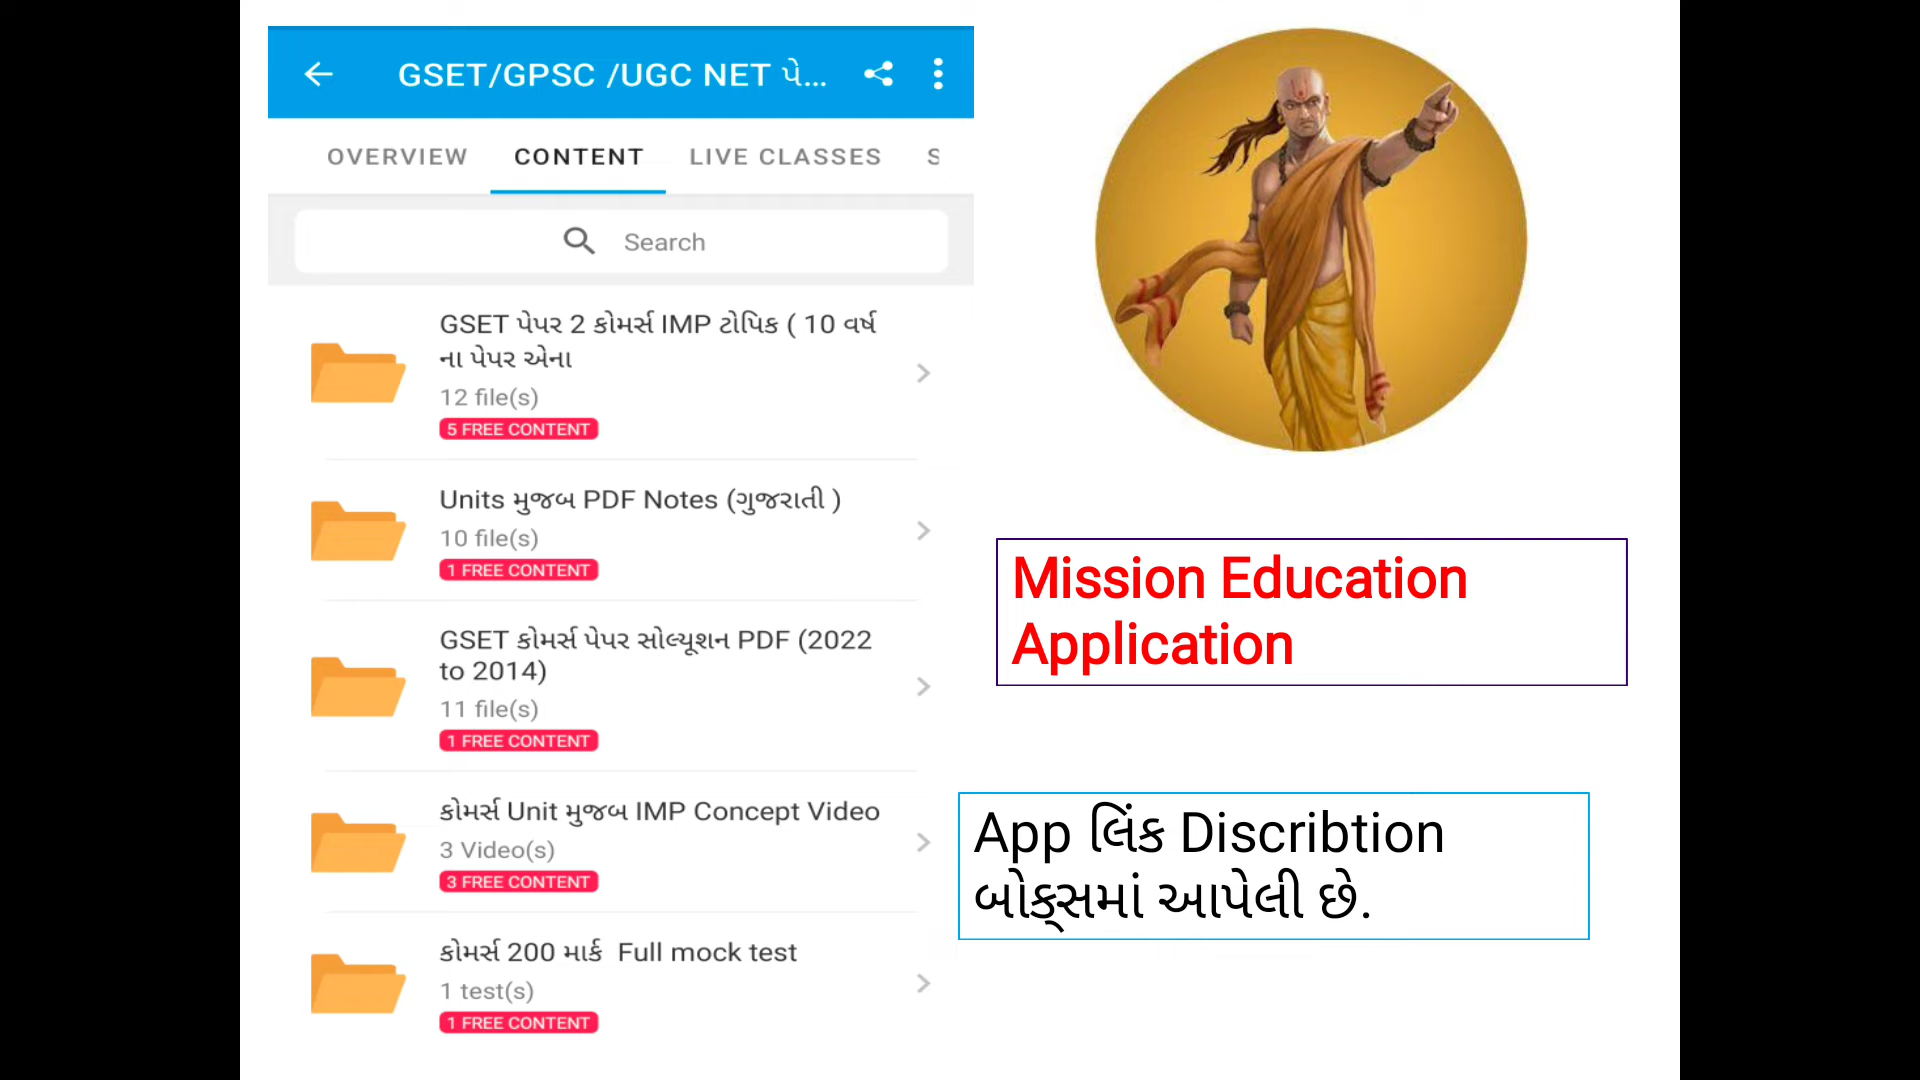 GSET/GPSC /UGC NET પે...
OVERVIEW CONTENT LIVE CLASSES S
Search
GSET પેપર 2 કોમર્સ IMP ટોપિક ( 10 વર્ષ
ના પેપર એના
12 file(s)
5 FREE CONTENT
Units મુજબ PDF Notes (ગુજરાતી )
10 file(s)
1 FREE CONTENT
GSET કોમર્સ પેપર સોલ્યૂશન PDF (2022
to 2014)
11 file(s)
1 FREE CONTENT
કોમર્સ Unit મુજબ IMP Concept Video
3 Video(s)
3 FREE CONTENT
કોમર્સ 200 માર્ક  Full mock test
1 test(s)
1 FREE CONTENT
Mission Education
Application
App લિંક Discribtion
બોક્સમાં આપેલી છે.